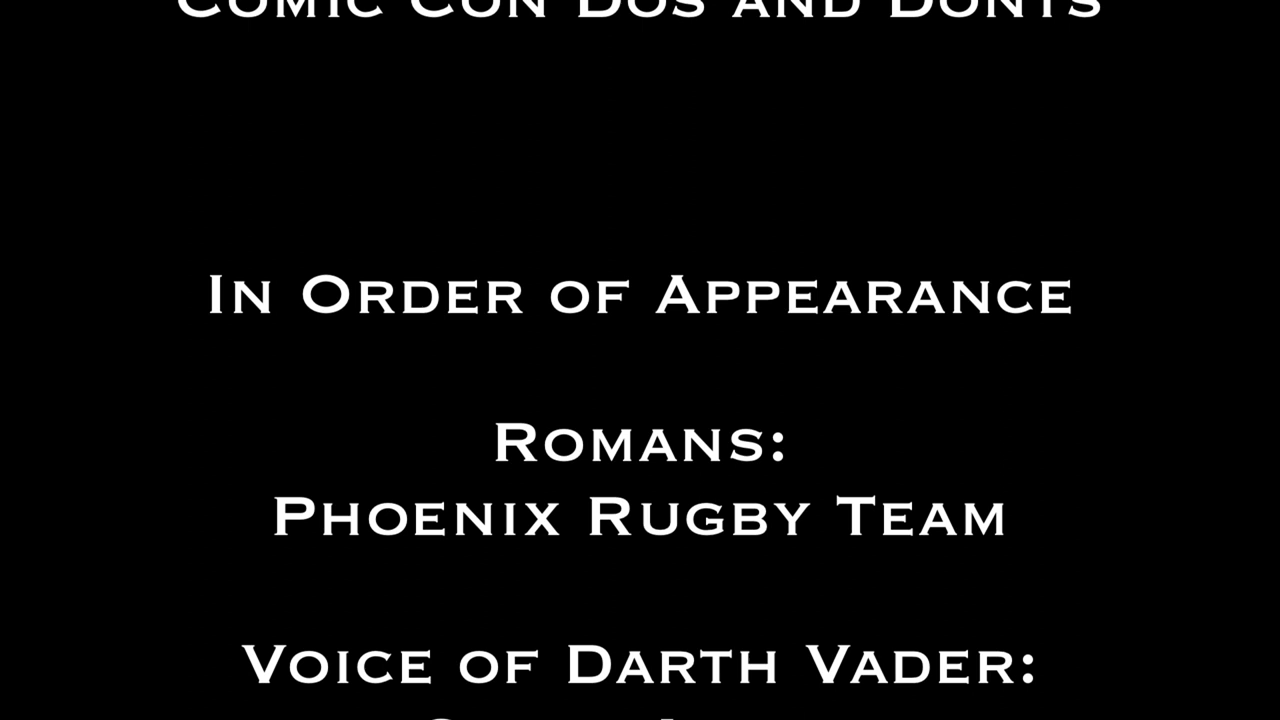 Comic Con Dos and Donts
In Order of Appearance
Romans:
Phoenix Rugby Team
Voice of Darth Vader: